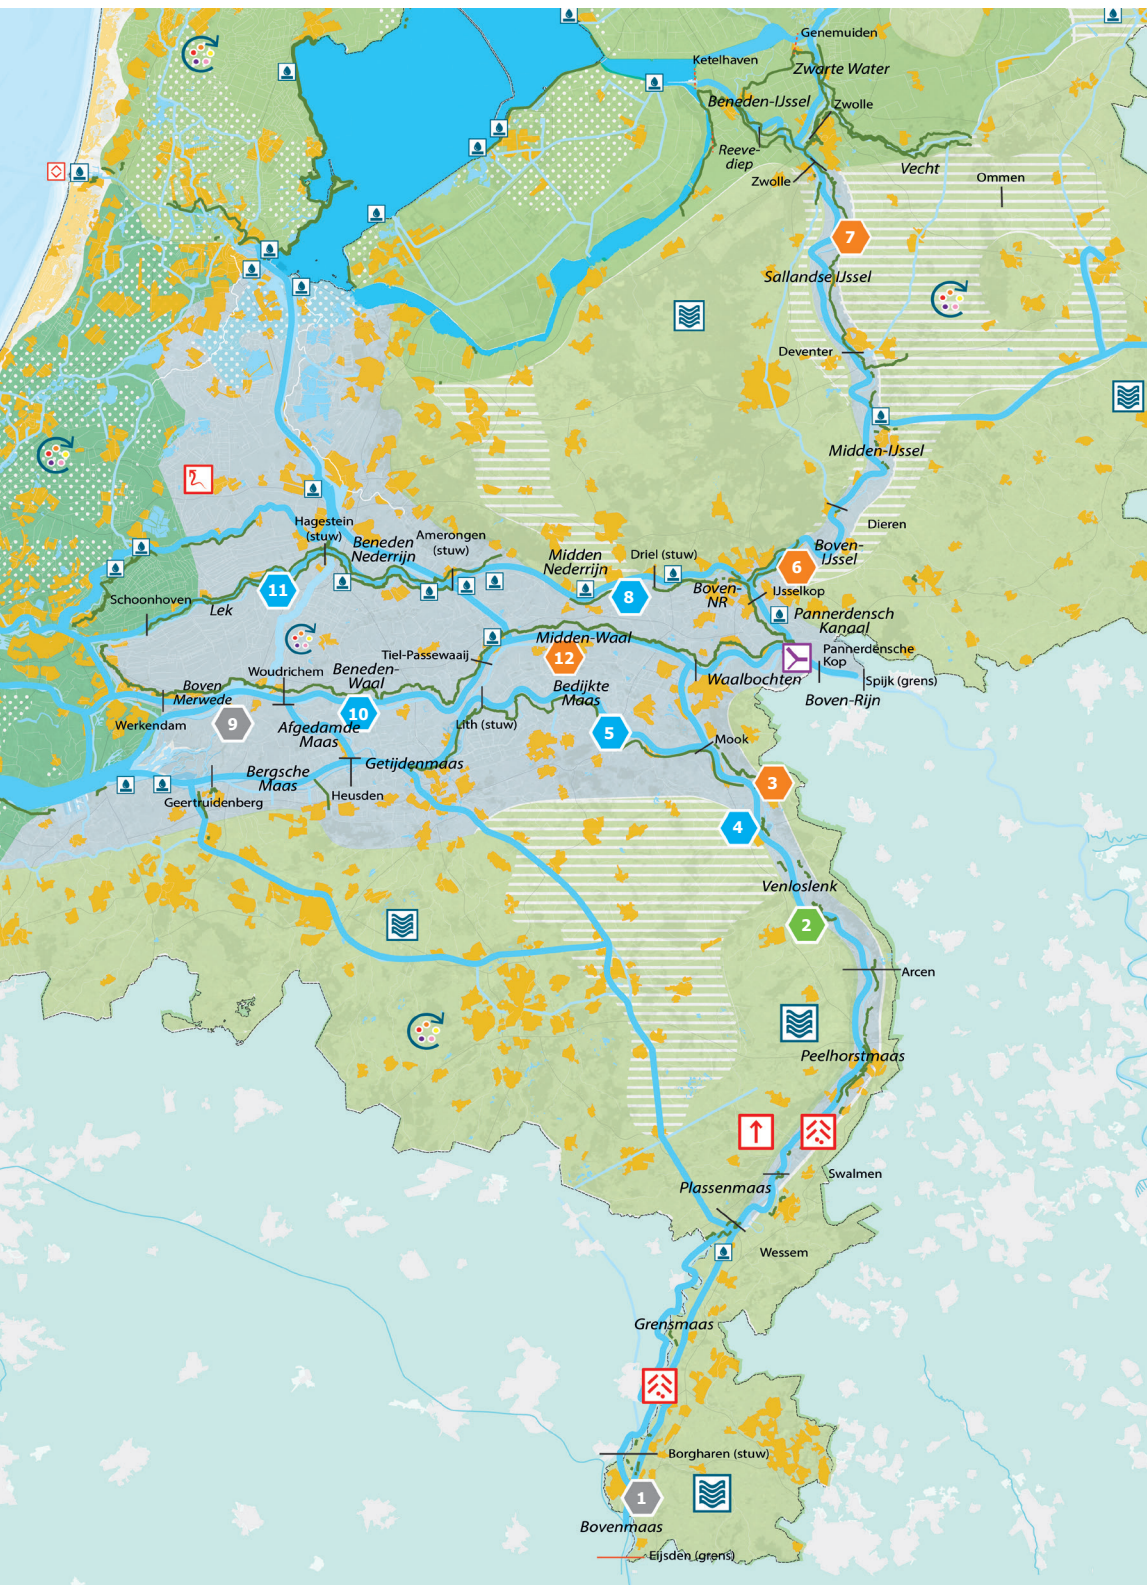 Genemuiden
Ketelhaven
Zwarte Water
Beneden-IJssel
Zwolle
Reeve-
diep
Vecht
Zwolle
Ommen
7
Sallandse IJssel
Deventer
Midden-IJssel
Dieren
Hagestein
(stuw)
Beneden
Nederrijn
Amerongen
(stuw)
Midden
Nederrijn
Driel (stuw)
Boven-
IJssel
6
Boven-
NR
IJsselkop
11
8
Schoonhoven
Lek
Pannerdensch
Kanaal
Midden-Waal
Tiel-Passewaaij
12
Pannerdensche
Kop
Woudrichem
Beneden-
Waal
Waalbochten
Spijk (grens)
Boven-Rijn
Boven
Merwede
Bedijkte
Maas
Werkendam
9
10
Lith (stuw)
Afgedamde
Maas
5
Mook
Getijdenmaas
Bergsche
Maas
Heusden
Geertruidenberg
3
4
Venloslenk
2
Arcen
Peelhorstmaas
Swalmen
Plassenmaas
Wessem
Grensmaas
Borgharen (stuw)
1
Bovenmaas
Eijsden (grens)